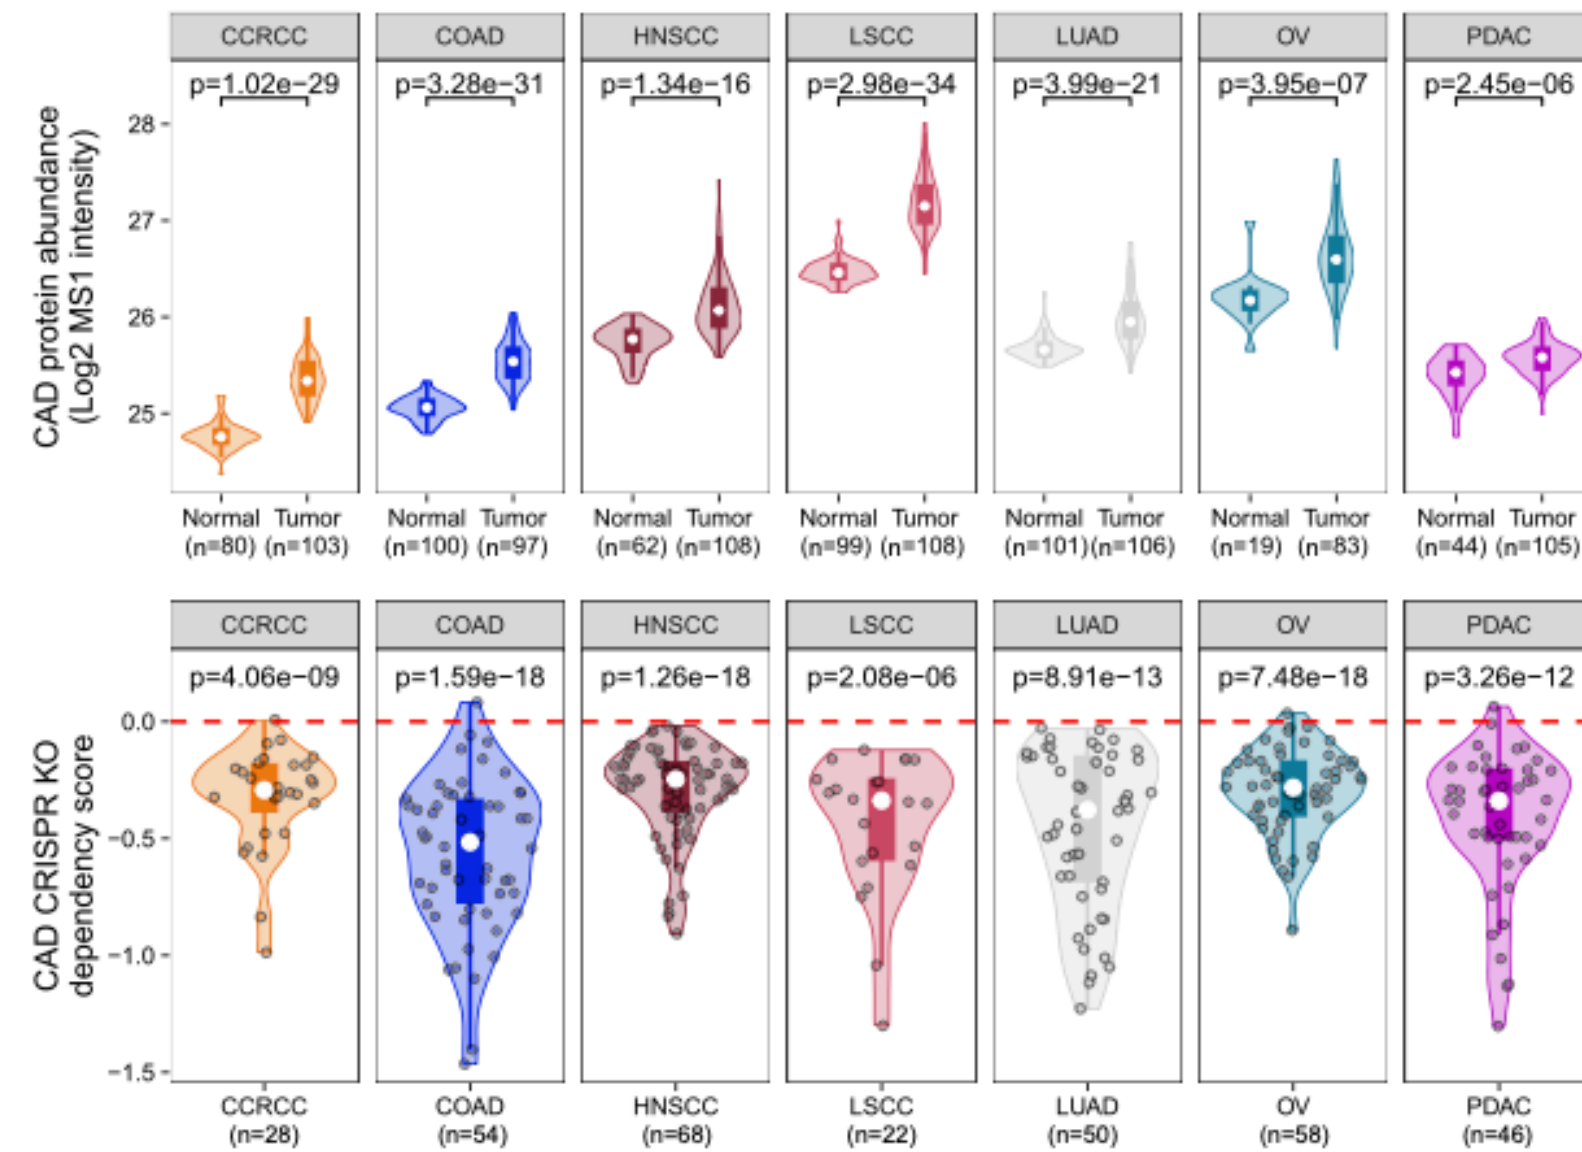 CCRCC COAD HNSCC LSCC LUAD OV PDAC
p=1.02e−29 p=3.28e−31 p=1.34e−16 p=2.98e−34 p=3.99e−21 p=3.95e−07 p=2.45e−06
CAD protein abundance
(Log2 MS1 intensity)
28
27
26
25
Normal Tumor Normal Tumor Normal Tumor Normal Tumor Normal Tumor Normal Tumor Normal Tumor
(n=80) (n=103) (n=100) (n=97) (n=62) (n=108) (n=99) (n=108) (n=101) (n=106) (n=19) (n=83) (n=44) (n=105)
CCRCC COAD HNSCC LSCC LUAD OV PDAC
p=4.06e−09 p=1.59e−18 p=1.26e−18 p=2.08e−06 p=8.91e−13 p=7.48e−18 p=3.26e−12
CAD CRISPR KO
dependency score
0.0
−0.5
−1.0
−1.5
CCRCC COAD HNSCC LSCC LUAD OV PDAC
(n=28) (n=54) (n=68) (n=22) (n=50) (n=58) (n=46)